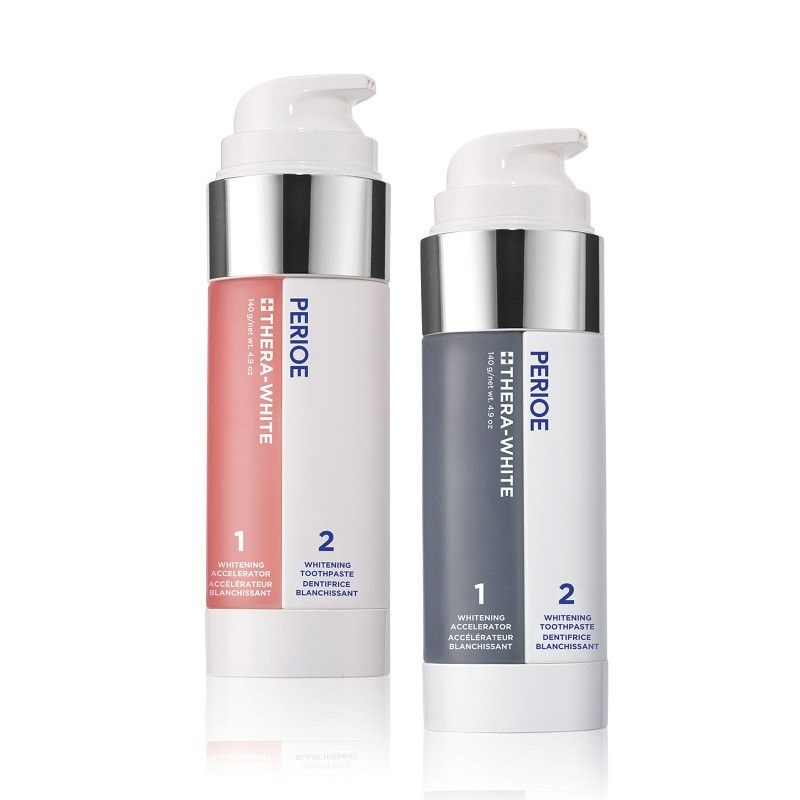 PERIOE
THERA-WHITE
140 g/net wt. 4.9 oz
1
WHITENING
ACCELERATOR
ACCÉLÉRATEUR
BLANCHISSANT
2
WHITENING
TOOTHPASTE
DENTIFRICE
BLANCHISSANT
PERIOE
THERA-WHITE
140 g/net wt. 4.9 oz
1
WHITENING
ACCELERATOR
ACCÉLÉRATEUR
BLANCHISSANT
2
WHITENING
TOOTHPASTE
DENTIFRICE
BLANCHISSANT